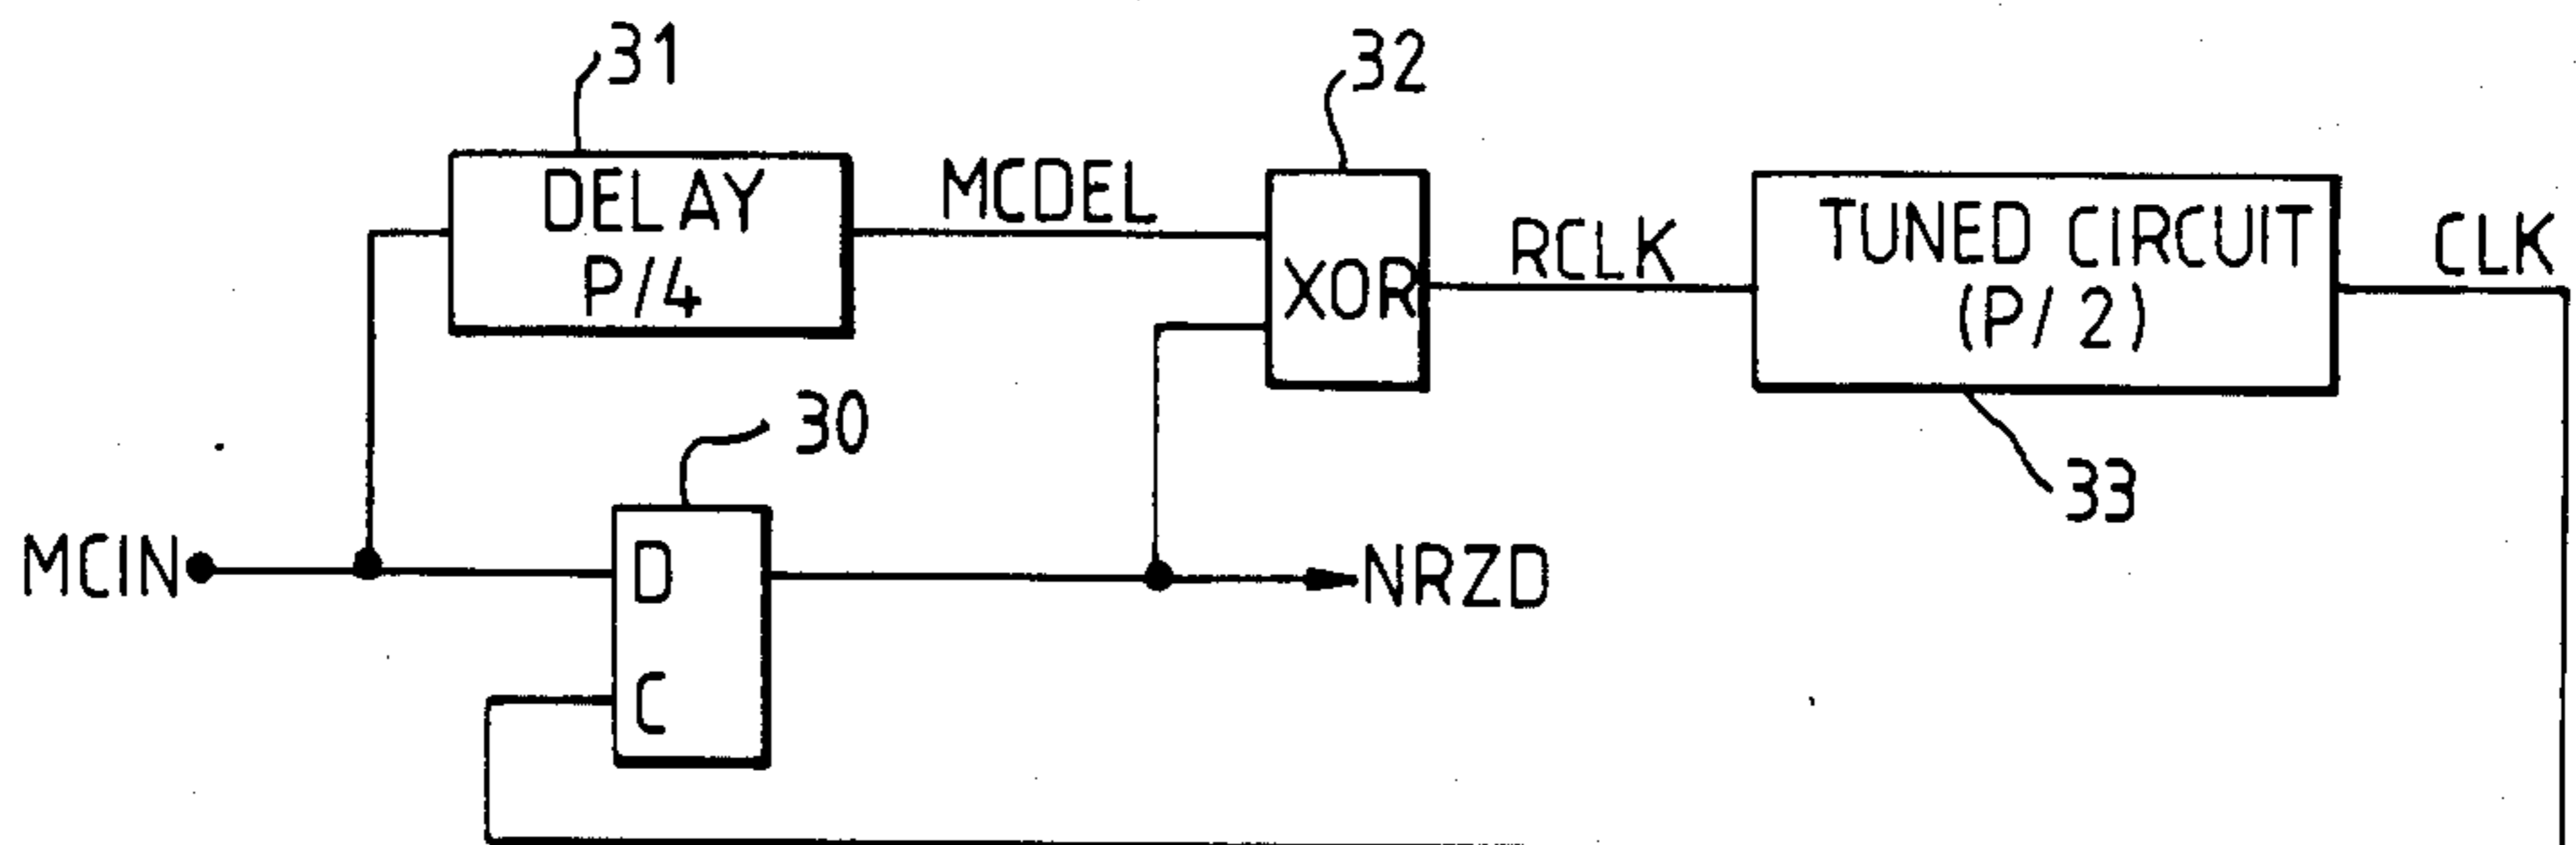 31
32
DELAY
P/4
MCDEL
XOR
RCLK
TUNED CIRCUIT
(P/2)
CLK
30
33
MCIN
D
C
NRZD